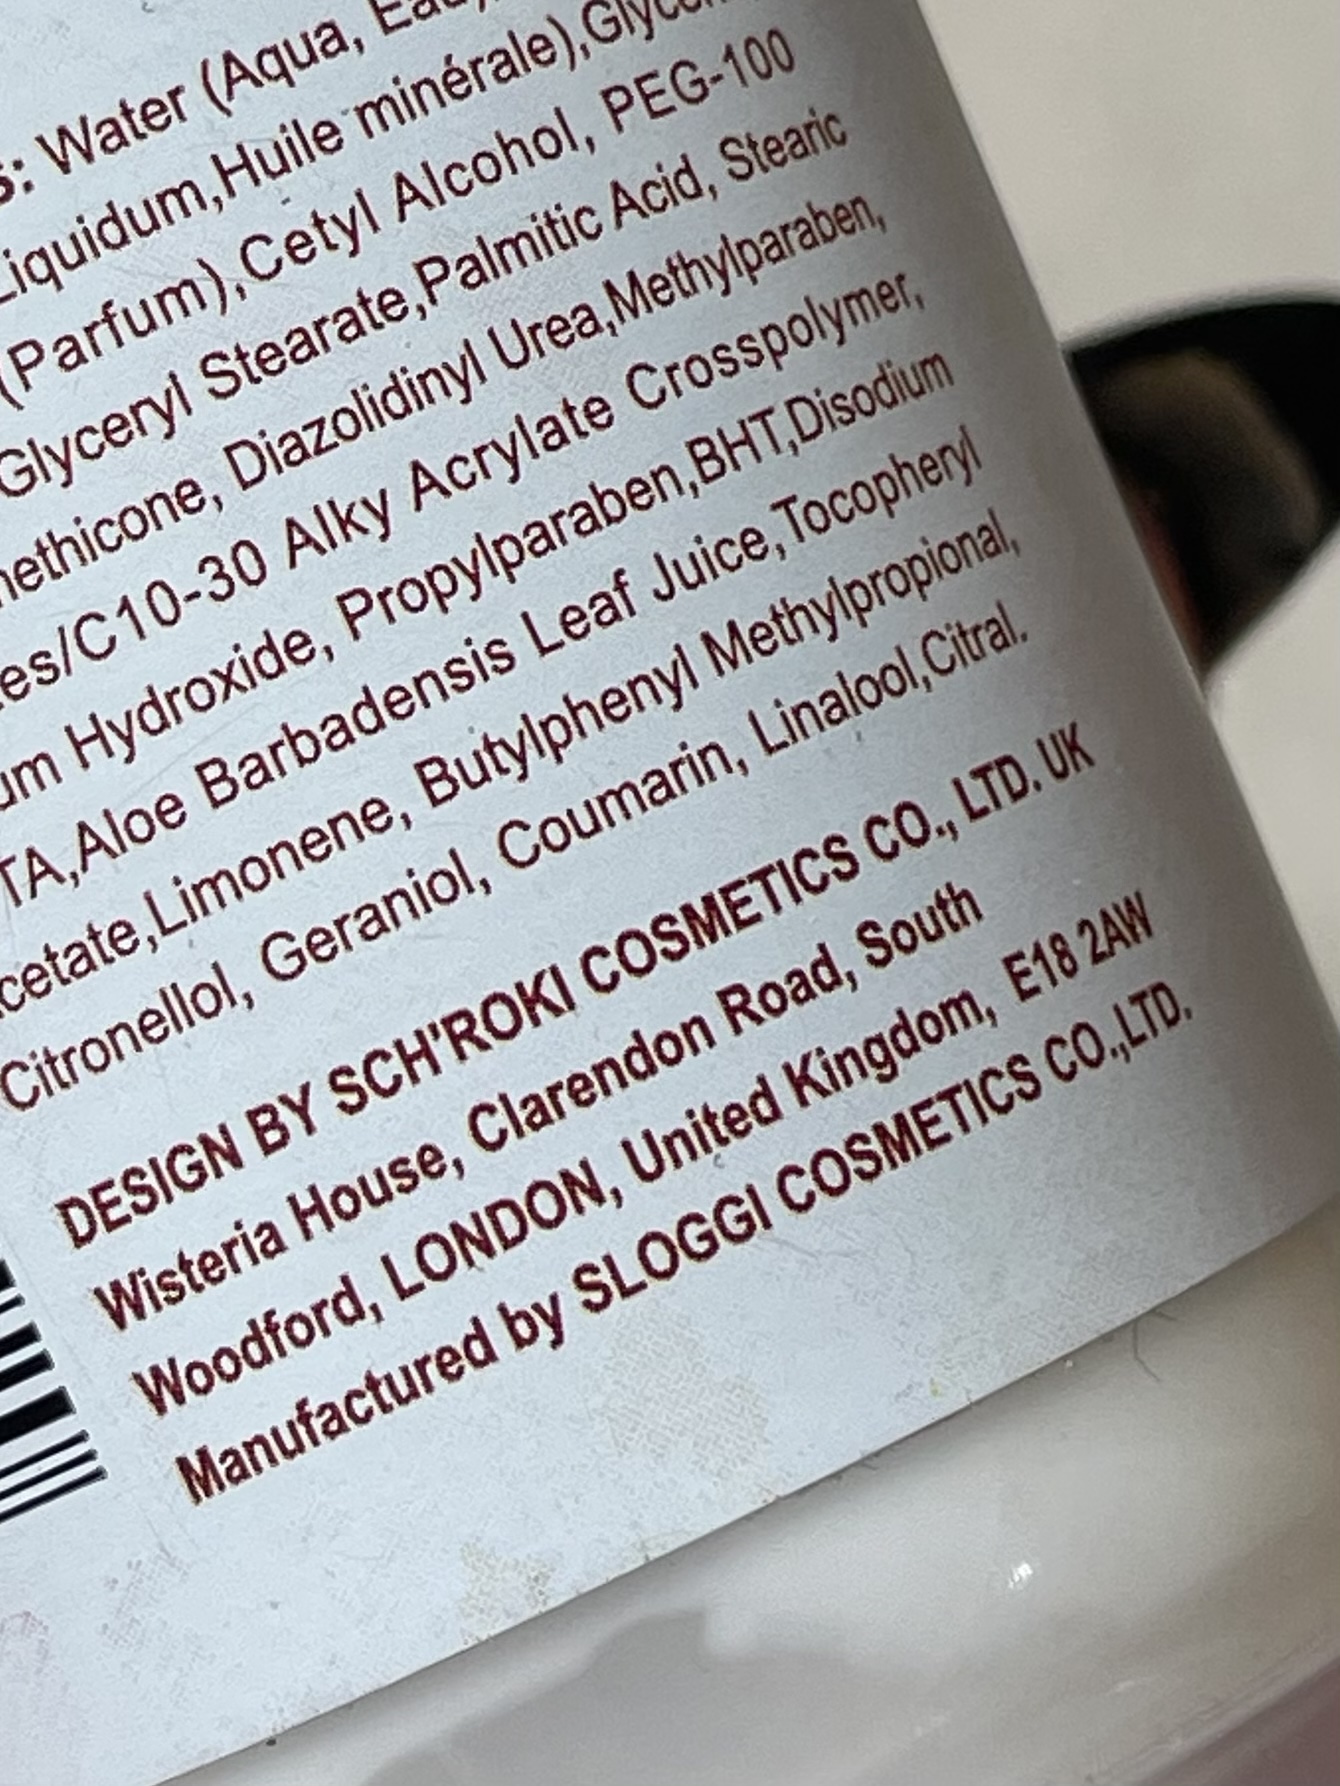 Water (Aqua, Eau),
Liquidum,Huile minérale),Glycerin
(Parfum),Cetyl Alcohol, PEG-100
Glyceryl Stearate,Palmitic Acid, Stearic
methicone, Diazolidinyl Urea,Methylparaben,
es/C10-30 Alky Acrylate Crosspolymer,
um Hydroxide, Propylparaben,BHT,Disodium
TA,Aloe Barbadensis Leaf Juice,Tocopheryl
cetate,Limonene, Butylphenyl Methylpropional,
Citronellol, Geraniol, Coumarin, Linalool,Citral.
DESIGN BY SCH'ROKI COSMETICS CO., LTD. UK
Wisteria House, Clarendon Road, South
Woodford, LONDON, United Kingdom, E18 2AW
Manufactured by SLOGGI COSMETICS CO.,LTD.